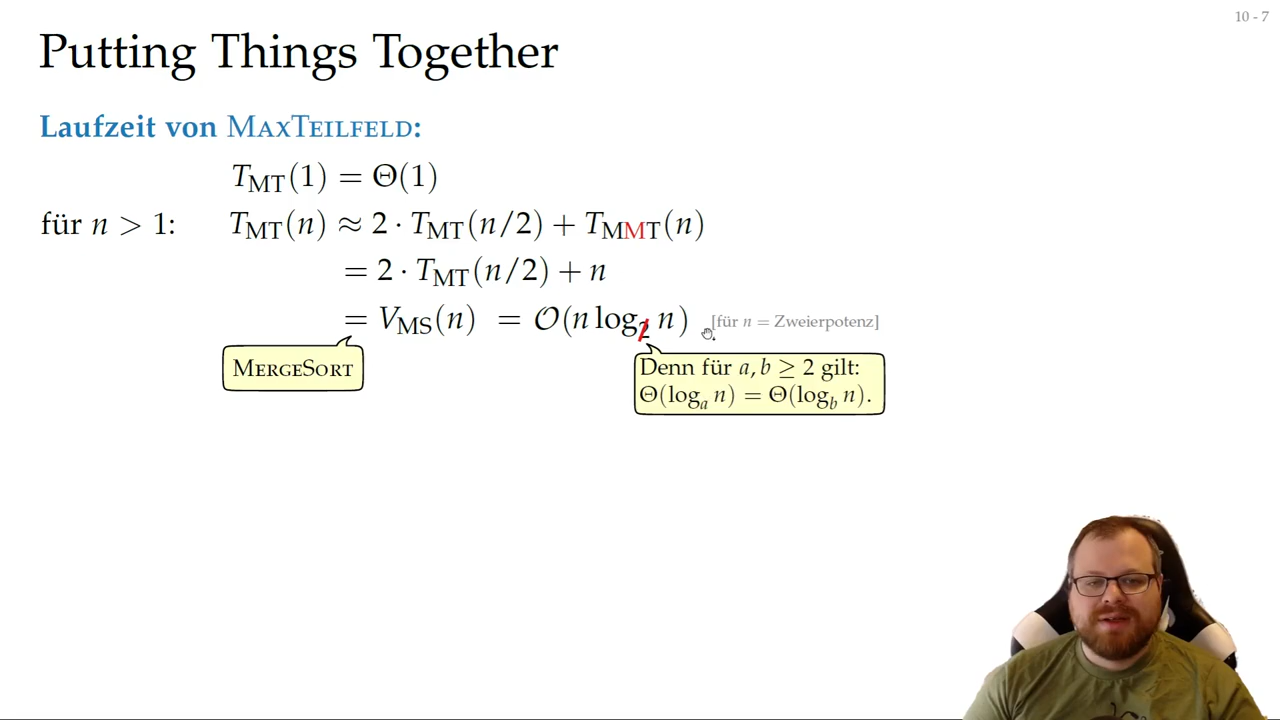 10 - 7
Putting Things Together
Laufzeit von MAXTEILFELD:
T_MT(1) = Θ(1)
für n > 1: T_MT(n) ≈ 2 · T_MT(n/2) + T_MMT(n)
= 2 · T_MT(n/2) + n
= V_MS(n) = O(n log_2 n) [für n = Zweierpotenz]
MERGESORT
Denn für a, b ≥ 2 gilt:
Θ(log_a n) = Θ(log_b n).